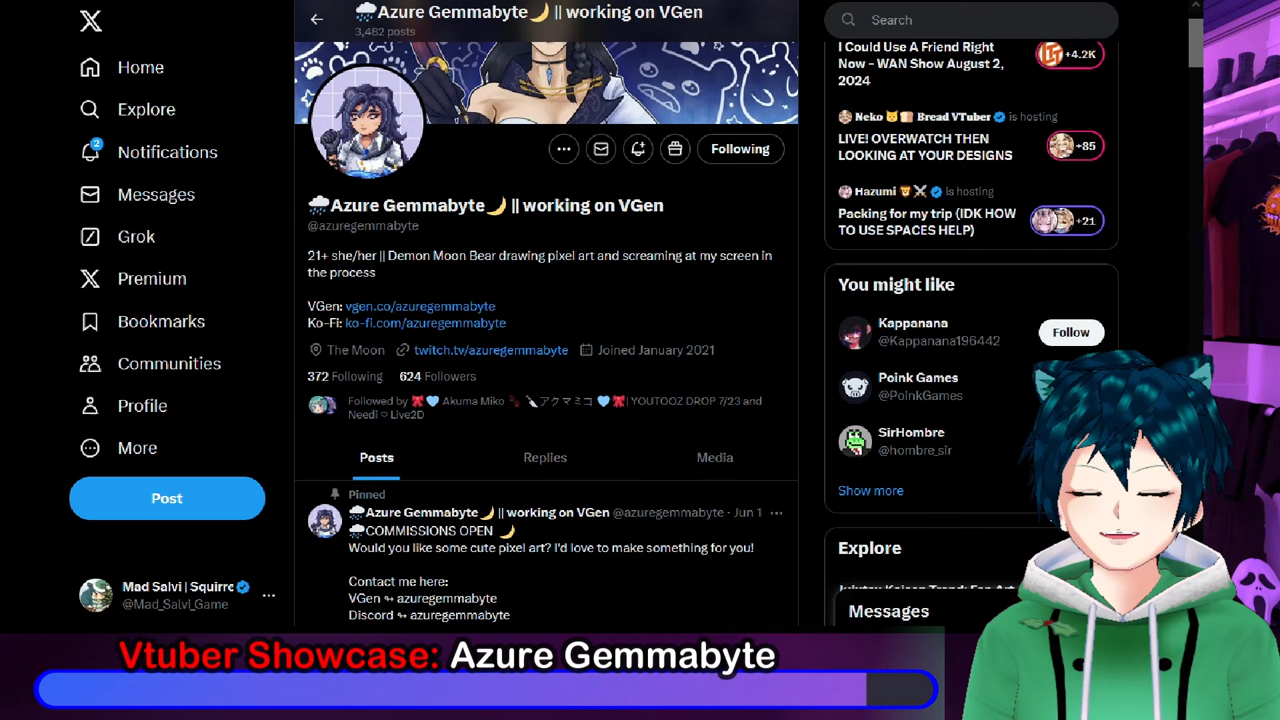 🌧️Azure Gemmabyte🌙 || working on VGen
3,482 posts
Home
Explore
2
Notifications
Messages
Grok
Premium
Bookmarks
Communities
Profile
More
Post
Mad Salvi | Squirre
@Mad_Salvi_Game
Following
🌧️Azure Gemmabyte🌙 || working on VGen
@azuregemmabyte
21+ she/her || Demon Moon Bear drawing pixel art and screaming at my screen in
the process
VGen: vgen.co/azuregemmabyte
Ko-Fi: ko-fi.com/azuregemmabyte
The Moon twitch.tv/azuregemmabyte Joined January 2021
372 Following 624 Followers
Followed by 🎀🩵 Akuma Miko アクマミコ 🩵🎀| YOUTOOZ DROP 7/23 and
Needi ♡ Live2D
Posts Replies Media
Pinned
🌧️Azure Gemmabyte🌙 || working on VGen @azuregemmabyte · Jun 1
🌧️COMMISSIONS OPEN 🌙
Would you like some cute pixel art? I'd love to make something for you!
Contact me here:
VGen ↬ azuregemmabyte
Discord ↬ azuregemmabyte
Search
I Could Use A Friend Right
Now - WAN Show August 2,
2024
+4.2K
Neko 🐱🍞 Bread VTuber is hosting
LIVE! OVERWATCH THEN
LOOKING AT YOUR DESIGNS
+85
Hazumi 🦁⚔️ is hosting
Packing for my trip (IDK HOW
TO USE SPACES HELP)
+21
You might like
Kappanana
@Kappanana196442
Follow
Poink Games
@PoinkGames
SirHombre
@hombre_sir
Show more
Explore
Messages
Vtuber Showcase: Azure Gemmabyte